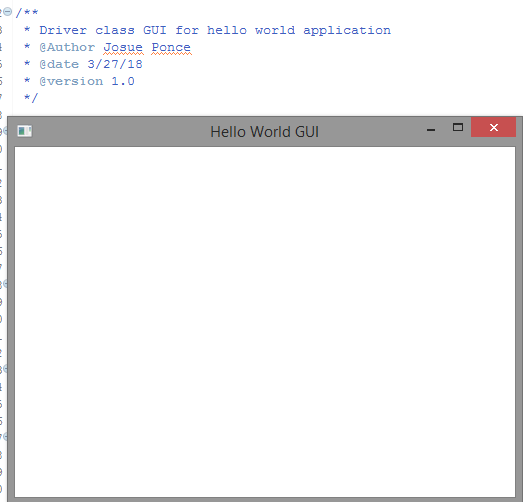 /**
* Driver class GUI for hello world application
* @Author Josue Ponce
* @date 3/27/18
* @version 1.0
*/
Hello World GUI